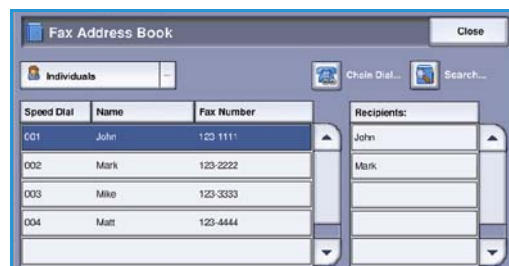 Fax Address Book
Close
Individuals
Chain Dial...
Search...
Speed Dial Name Fax Number
Recipients:
001 John 123 1111
John
002 Mark 123-2222
Mark
003 Mike 123-3333
004 Matt 123-4444